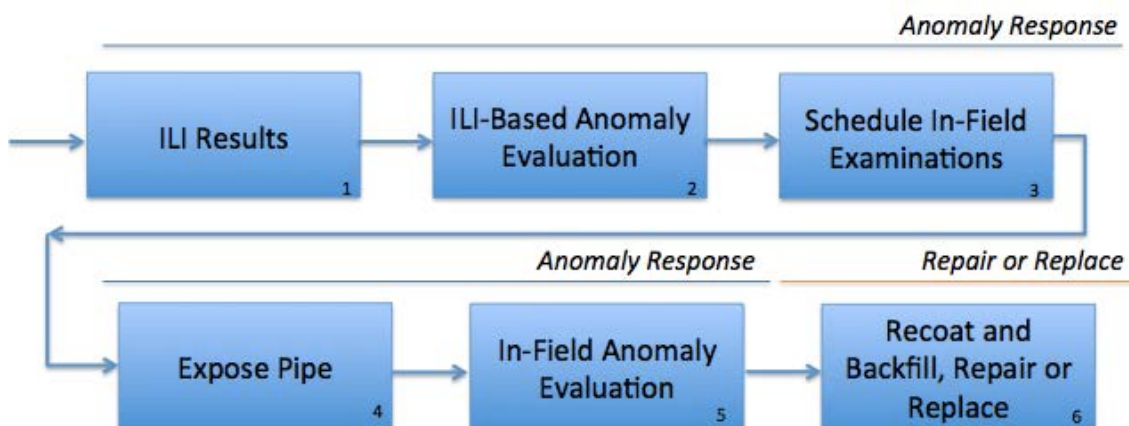 Anomaly Response
ILI Results
1
ILI-Based Anomaly
Evaluation
2
Schedule In-Field
Examinations
3
Anomaly Response
Repair or Replace
Expose Pipe
4
In-Field Anomaly
Evaluation
5
Recoat and
Backfill, Repair or
Replace
6